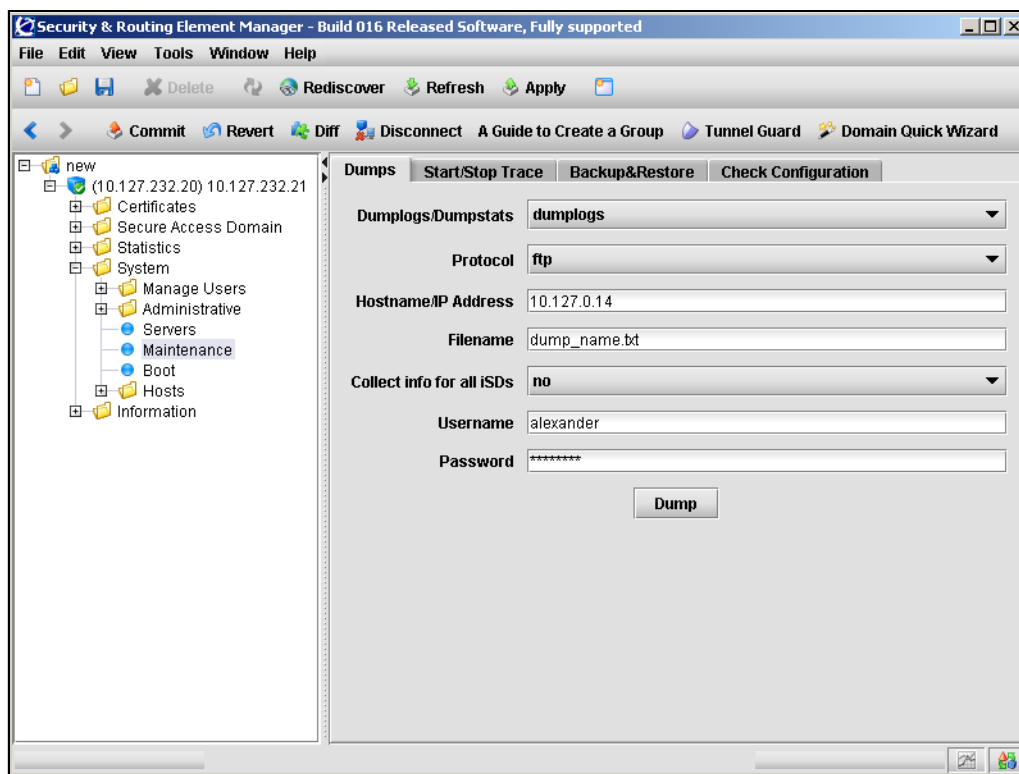 Security & Routing Element Manager - Build 016 Released Software, Fully supported
File Edit View Tools Window Help
Delete Rediscover Refresh Apply
Commit Revert Diff Disconnect A Guide to Create a Group Tunnel Guard Domain Quick Wizard
new
(10.127.232.20) 10.127.232.21
Certificates
Secure Access Domain
Statistics
System
Manage Users
Administrative
Servers
Maintenance
Boot
Hosts
Information
Dumps Start/Stop Trace Backup&Restore Check Configuration
Dumplogs/Dumpstats dumplogs
Protocol ftp
Hostname/IP Address 10.127.0.14
Filename dump_name.txt
Collect info for all iSDs no
Username alexander
Password ********
Dump